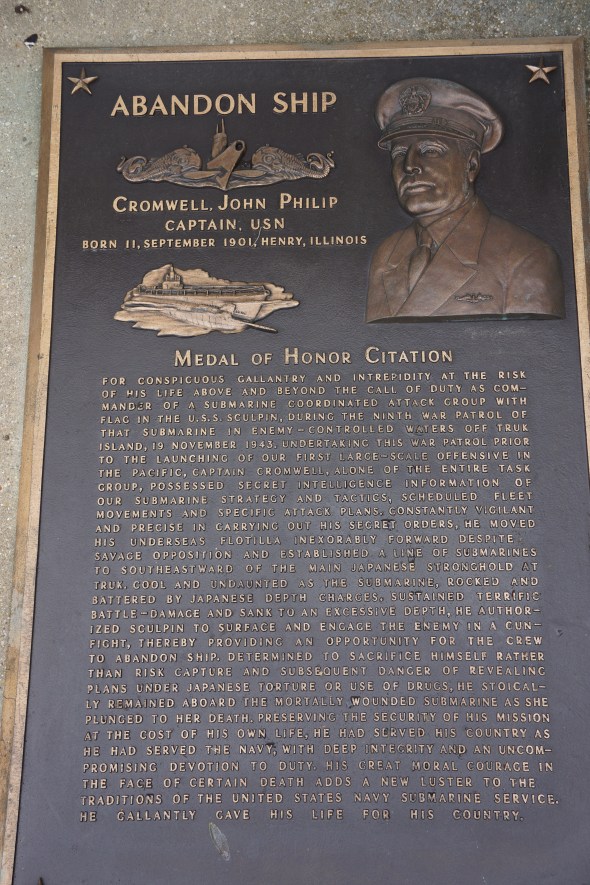 ABANDON SHIP
CROMWELL, JOHN PHILIP
CAPTAIN, USN
BORN 11, SEPTEMBER 1901, HENRY, ILLINOIS
MEDAL OF HONOR CITATION
FOR CONSPICUOUS GALLANTRY AND INTREPIDITY AT THE RISK
OF HIS LIFE ABOVE AND BEYOND THE CALL OF DUTY AS COM-
MANDER OF A SUBMARINE COORDINATED ATTACK GROUP WITH
FLAG IN THE U.S.S. SCULPIN, DURING THE NINTH WAR PATROL OF
THAT SUBMARINE IN ENEMY-CONTROLLED WATERS OFF TRUK
ISLAND, 19 NOVEMBER 1943. UNDERTAKING THIS WAR PATROL PRIOR
TO THE LAUNCHING OF OUR FIRST LARGE-SCALE OFFENSIVE IN
THE PACIFIC, CAPTAIN CROMWELL, ALONE OF THE ENTIRE TASK
GROUP, POSSESSED SECRET INTELLIGENCE INFORMATION OF
OUR SUBMARINE STRATEGY AND TACTICS, SCHEDULED FLEET
MOVEMENTS AND SPECIFIC ATTACK PLANS. CONSTANTLY VIGILANT
AND PRECISE IN CARRYING OUT HIS SECRET ORDERS, HE MOVED
HIS UNDERSEAS FLOTILLA INEXORABLY FORWARD DESPITE
SAVAGE OPPOSITION AND ESTABLISHED A LINE OF SUBMARINES
TO SOUTHEASTWARD OF THE MAIN JAPANESE STRONGHOLD AT
TRUK. COOL AND UNDAUNTED AS THE SUBMARINE, ROCKED AND
BATTERED BY JAPANESE DEPTH CHARGES, SUSTAINED TERRIFIC
BATTLE-DAMAGE AND SANK TO AN EXCESSIVE DEPTH, HE AUTHOR-
IZED SCULPIN TO SURFACE AND ENGAGE THE ENEMY IN A GUN-
FIGHT, THEREBY PROVIDING AN OPPORTUNITY FOR THE CREW
TO ABANDON SHIP. DETERMINED TO SACRIFICE HIMSELF RATHER
THAN RISK CAPTURE AND SUBSEQUENT DANGER OF REVEALING
PLANS UNDER JAPANESE TORTURE OR USE OF DRUGS, HE STOICAL-
LY REMAINED ABOARD THE MORTALLY WOUNDED SUBMARINE AS SHE
PLUNGED TO HER DEATH. PRESERVING THE SECURITY OF HIS MISSION
AT THE COST OF HIS OWN LIFE, HE HAD SERVED HIS COUNTRY AS
HE HAD SERVED THE NAVY, WITH DEEP INTEGRITY AND AN UNCOM-
PROMISING DEVOTION TO DUTY. HIS GREAT MORAL COURAGE IN
THE FACE OF CERTAIN DEATH ADDS A NEW LUSTER TO THE
TRADITIONS OF THE UNITED STATES NAVY SUBMARINE SERVICE.
HE GALLANTLY GAVE HIS LIFE FOR HIS COUNTRY.